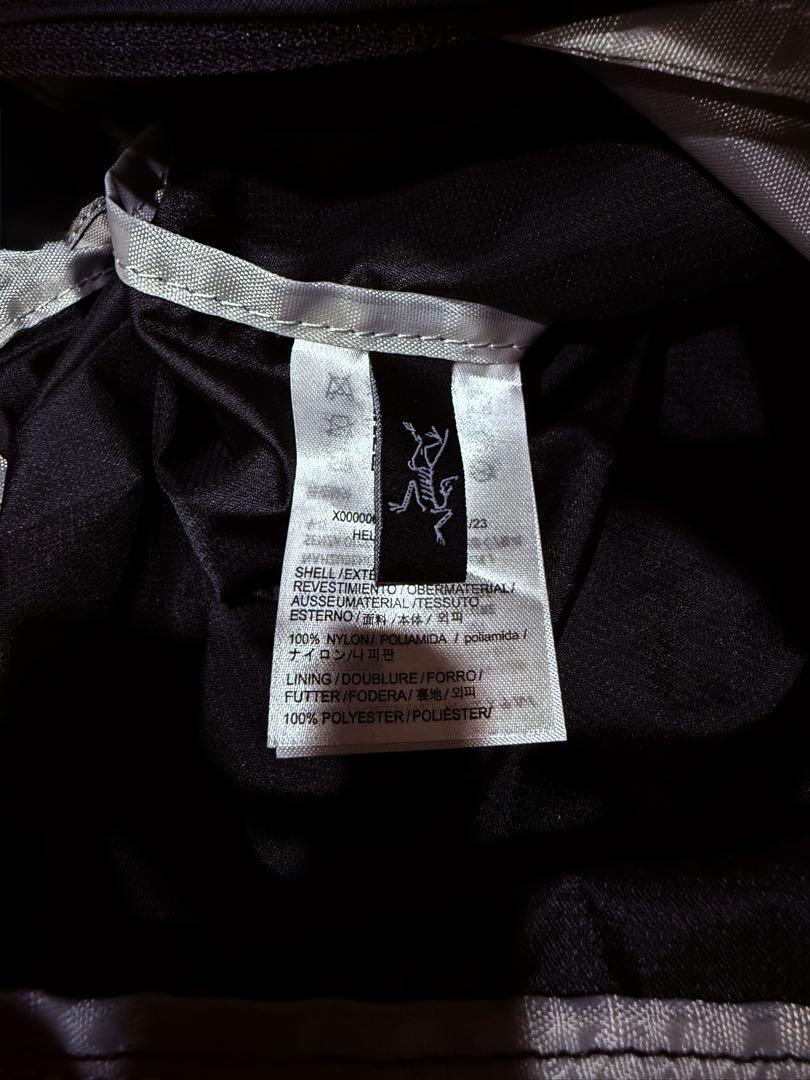 X00000
/23
HEL
SHELL/EXTE
REVESTIMIENTO/OBERMATERIAL/
AUSSEUMATERIAL/TESSUTO
ESTERNO/面料/本体/외피
100% NYLON/ POLIAMIDA / poliamida/
ナイロン/나피판
LINING/DOUBLURE/FORRO/
FUTTER/FODERA/裏地/외피
100% POLYESTER/POLIÉSTER/